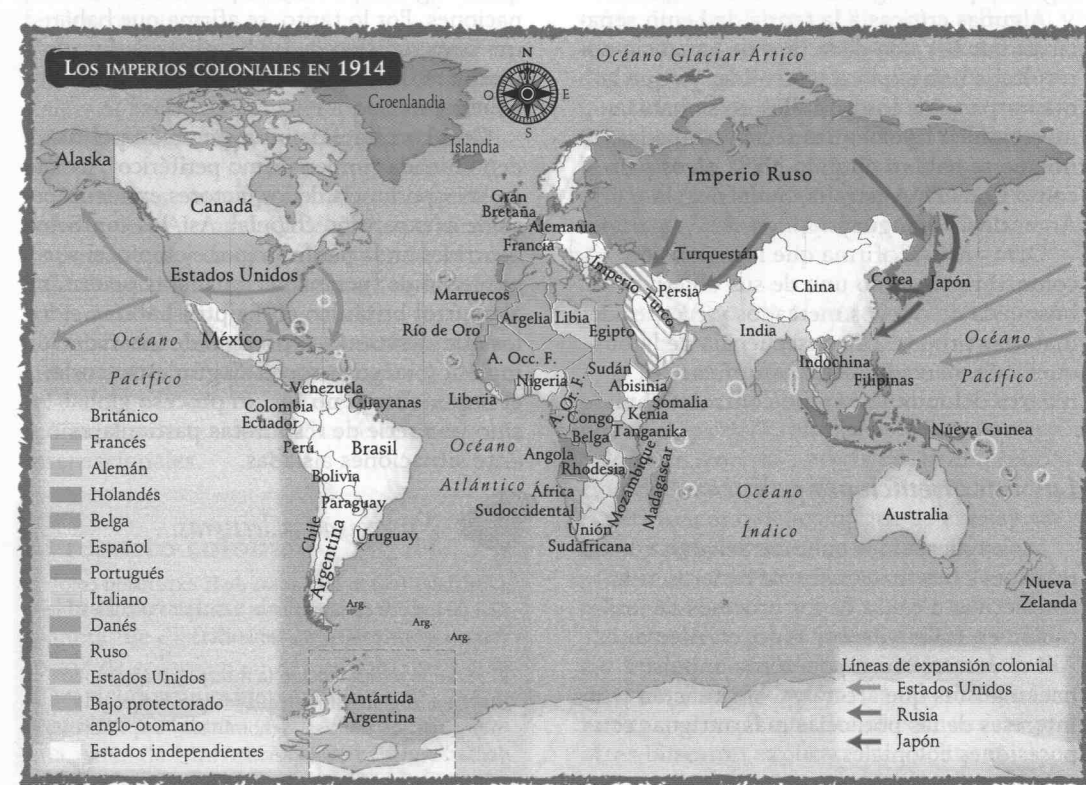 LOS IMPERIOS COLONIALES EN 1914
N
O
E
S
Océano Glaciar Ártico
Groenlandia
Islandia
Alaska
Canadá
Imperio Ruso
Gran
Bretaña
Alemania
Francia
Turquestán
Estados Unidos
Imperio Turco
Persia
China
Corea
Japón
Marruecos
Argelia
Libia
Egipto
India
Río de Oro
México
Océano
Pacífico
A. Occ. F.
Sudán
Indochina
Filipinas
Océano
Pacífico
Nigeria
Abisinia
Venezuela
Guayanas
Liberia
A. Or. F.
Somalia
Colombia
Ecuador
Congo
Belga
Kenia
Tanganika
Nueva Guinea
Perú
Brasil
Océano
Atlántico
Angola
Rhodesia
Mozambique
Madagascar
Bolivia
Paraguay
África
Sudoccidental
Océano
Índico
Australia
Chile
Argentina
Uruguay
Unión
Sudafricana
Nueva
Zelanda
Arg.
Arg.
Arg.
Antártida
Argentina
Británico
Francés
Alemán
Holandés
Belga
Español
Portugués
Italiano
Danés
Ruso
Estados Unidos
Bajo protectorado
anglo-otomano
Estados independientes
Líneas de expansión colonial
Estados Unidos
Rusia
Japón